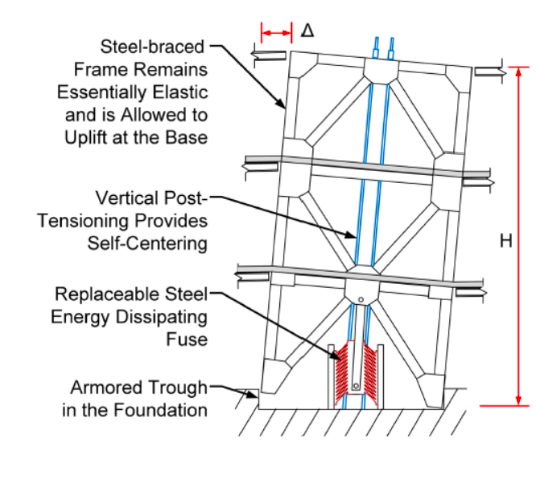 Δ
Steel-braced
Frame Remains
Essentially Elastic
and is Allowed to
Uplift at the Base
Vertical Post-
Tensioning Provides
Self-Centering
H
Replaceable Steel
Energy Dissipating
Fuse
Armored Trough
in the Foundation